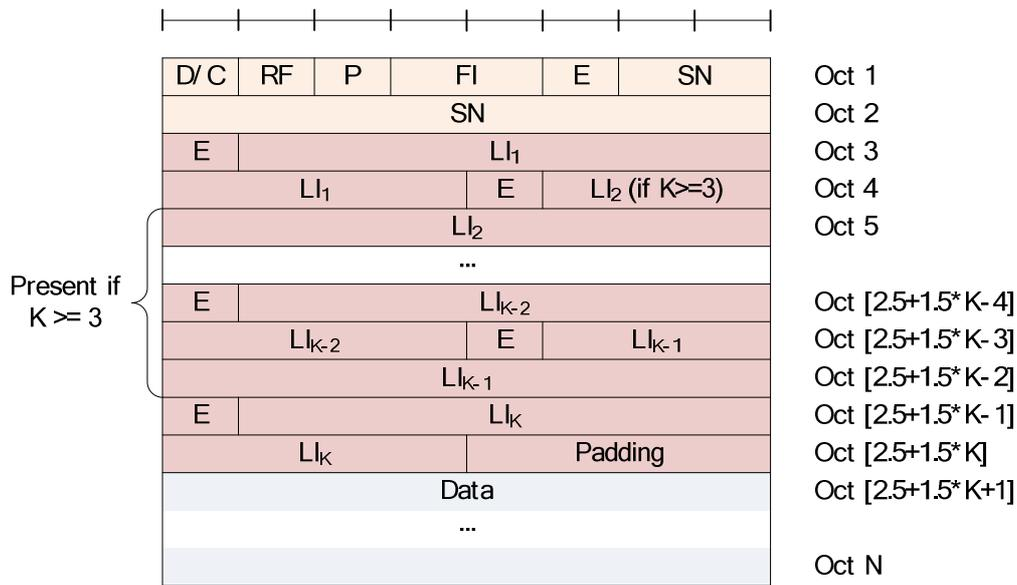 D/C RF P FI E SN Oct 1
SN Oct 2
E LI1 Oct 3
LI1 E LI2 (if K>=3) Oct 4
LI2 Oct 5
...
Present if
K >= 3
E LIK-2 Oct [2.5+1.5*K-4]
LIK-2 E LIK-1 Oct [2.5+1.5*K-3]
LIK-1 Oct [2.5+1.5*K-2]
E LIK Oct [2.5+1.5*K-1]
LIK Padding Oct [2.5+1.5*K]
Data Oct [2.5+1.5*K+1]
...
Oct N